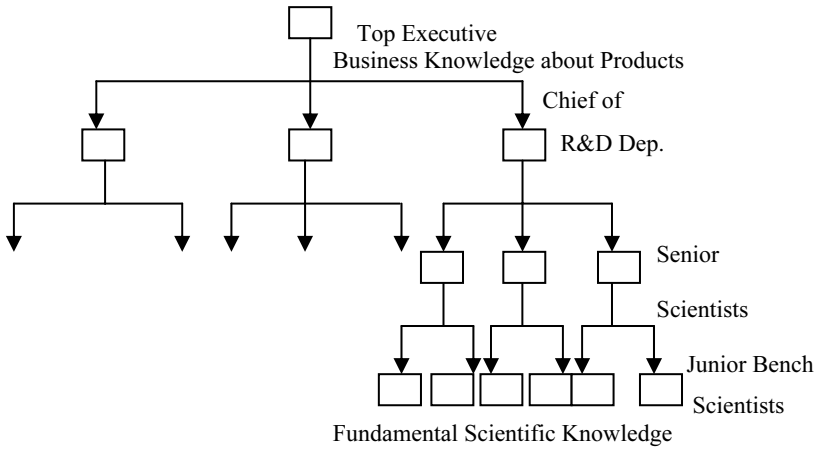 Top Executive
Business Knowledge about Products
Chief of
R&D Dep.
Senior
Scientists
Junior Bench
Scientists
Fundamental Scientific Knowledge